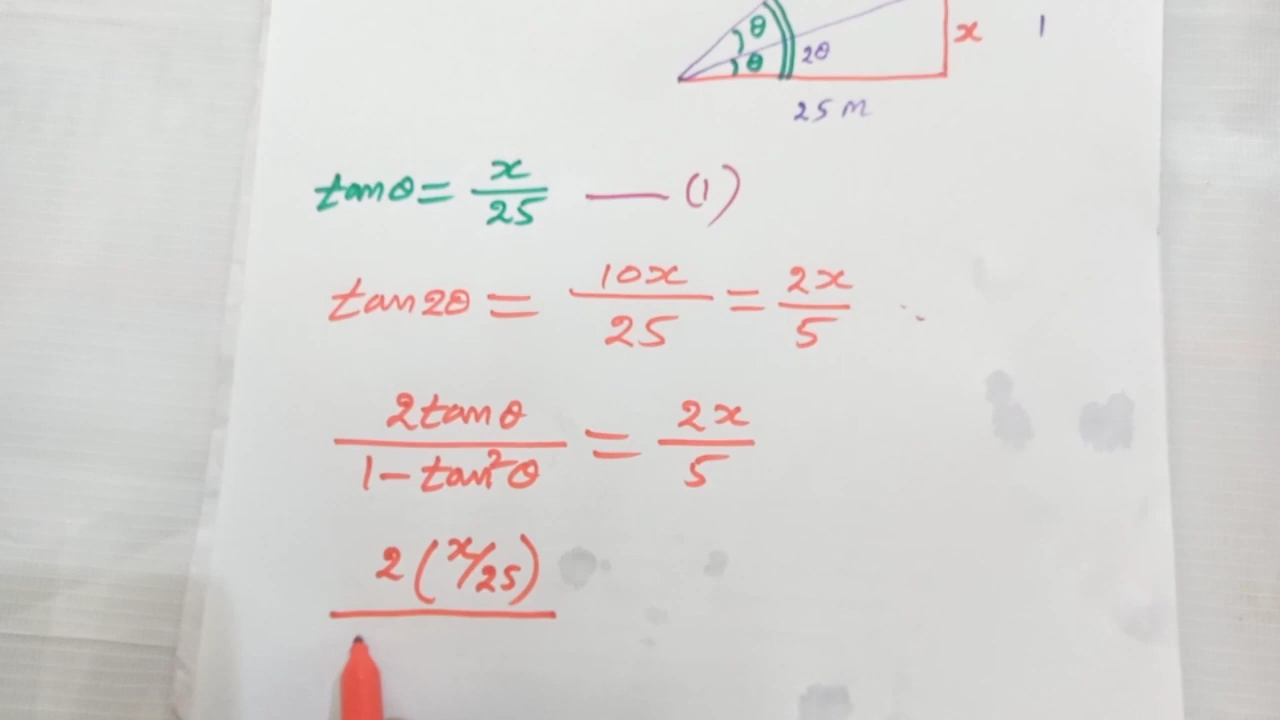 θ
x
1
θ
2θ
25 m
tanθ = x/25 — (1)
tan2θ = 10x/25 = 2x/5
2tanθ/1-tan²θ = 2x/5
2(x/25)